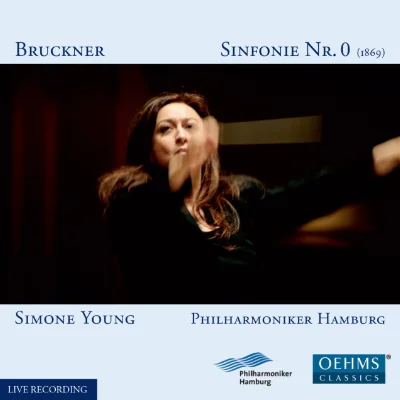 BRUCKNER SINFONIE NR. 0 (1869)
SIMONE YOUNG PHILHARMONIKER HAMBURG
Philharmoniker
Hamburg
OEHMS
CLASSICS
LIVE RECORDING